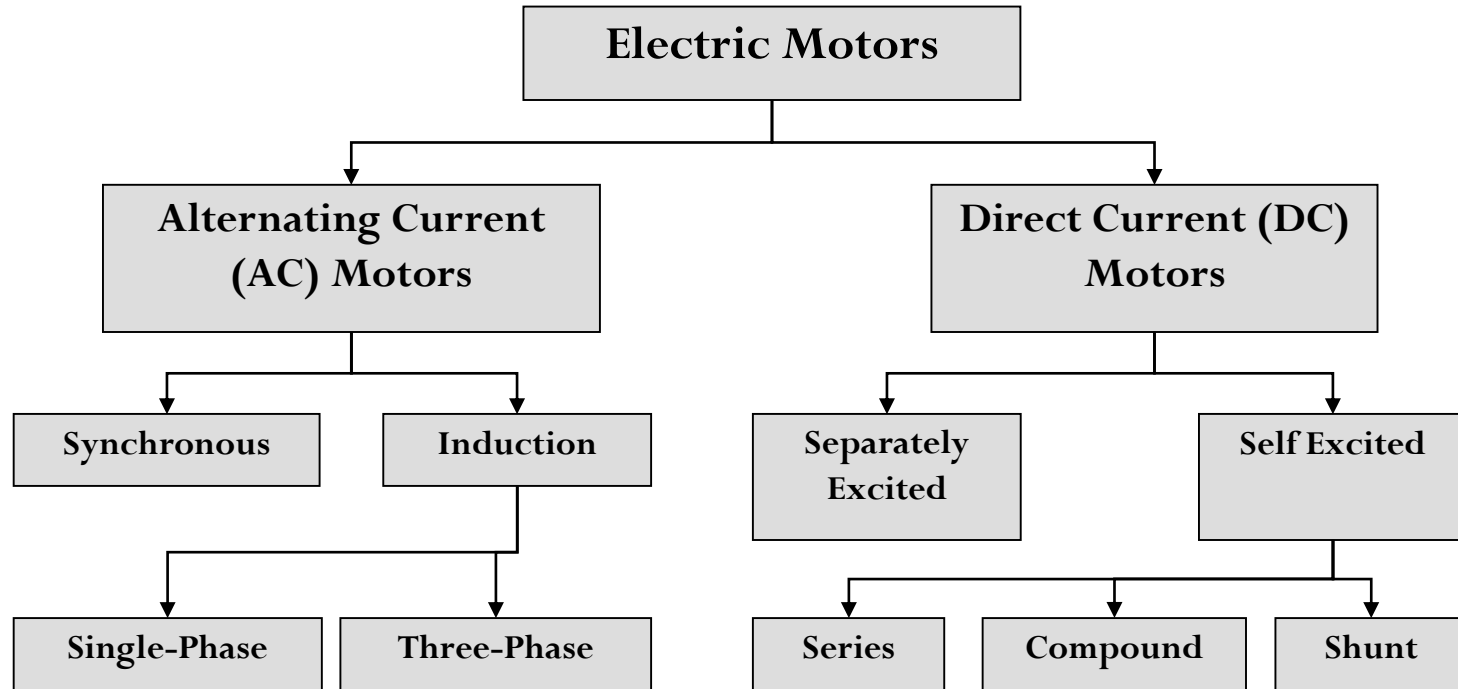 Electric Motors
Alternating Current
(AC) Motors
Direct Current (DC)
Motors
Synchronous
Induction
Separately
Excited
Self Excited
Single-Phase
Three-Phase
Series
Compound
Shunt